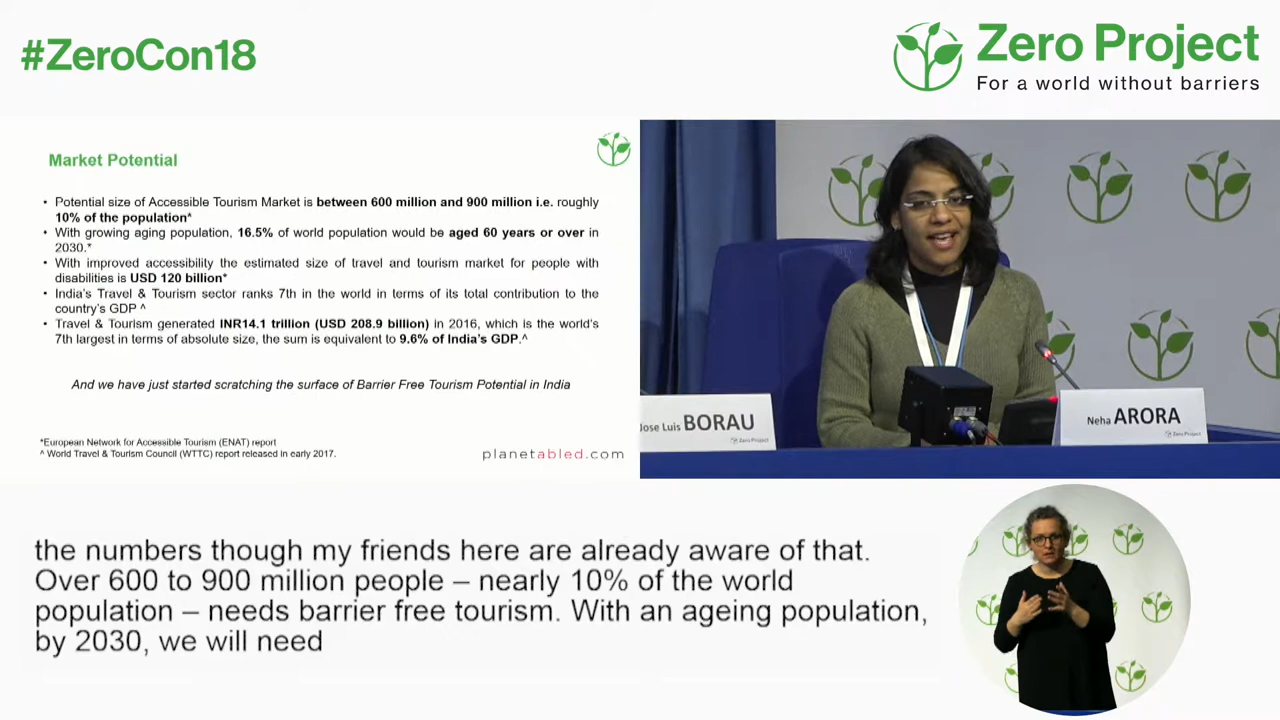 #ZeroCon18
Zero Project
For a world without barriers
Market Potential
• Potential size of Accessible Tourism Market is between 600 million and 900 million i.e. roughly
10% of the population*
• With growing aging population, 16.5% of world population would be aged 60 years or over in
2030.*
• With improved accessibility the estimated size of travel and tourism market for people with
disabilities is USD 120 billion*
• India's Travel & Tourism sector ranks 7th in the world in terms of its total contribution to the
country's GDP ^
• Travel & Tourism generated INR14.1 trillion (USD 208.9 billion) in 2016, which is the world's
7th largest in terms of absolute size, the sum is equivalent to 9.6% of India's GDP.^
And we have just started scratching the surface of Barrier Free Tourism Potential in India
*European Network for Accessible Tourism (ENAT) report
^ World Travel & Tourism Council (WTTC) report released in early 2017.
planetabled.com
Jose Luis BORAU
Zero Project
Neha ARORA
Zero Project
the numbers though my friends here are already aware of that.
Over 600 to 900 million people – nearly 10% of the world
population – needs barrier free tourism. With an ageing population,
by 2030, we will need